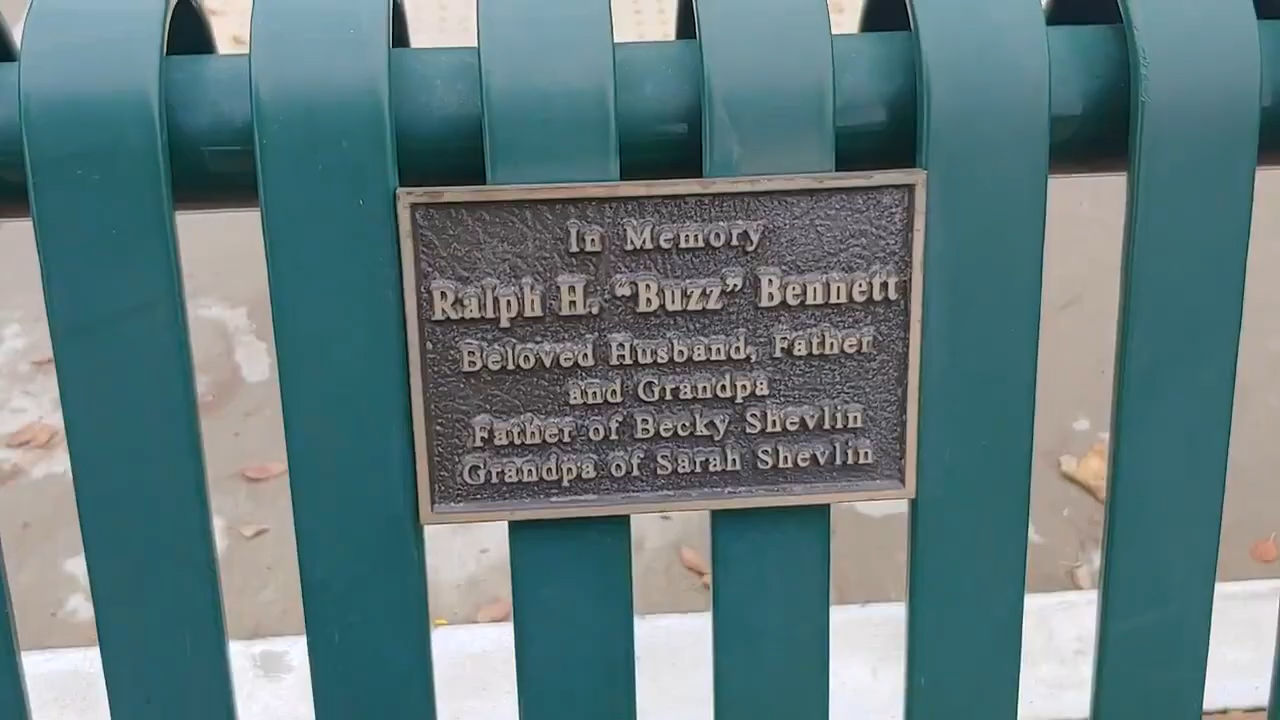 In Memory
Ralph H. “Buzz” Bennett
Beloved Husband, Father
and Grandpa
Father of Becky Shevlin
Grandpa of Sarah Shevlin